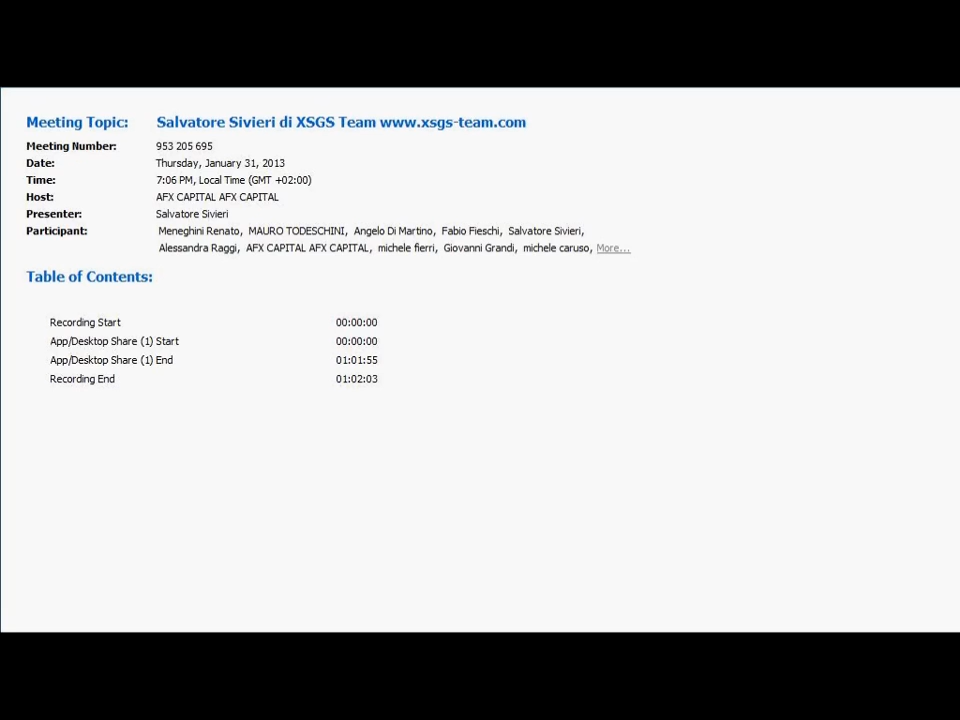 Meeting Topic: Salvatore Sivieri di XSGS Team www.xsgs-team.com
Meeting Number: 953 205 695
Date: Thursday, January 31, 2013
Time: 7:06 PM, Local Time (GMT +02:00)
Host: AFX CAPITAL AFX CAPITAL
Presenter: Salvatore Sivieri
Participant: Meneghini Renato, MAURO TODESCHINI, Angelo Di Martino, Fabio Fieschi, Salvatore Sivieri,
Alessandra Raggi, AFX CAPITAL AFX CAPITAL, michele fierri, Giovanni Grandi, michele caruso, More...
Table of Contents:
Recording Start 00:00:00
App/Desktop Share (1) Start 00:00:00
App/Desktop Share (1) End 01:01:55
Recording End 01:02:03